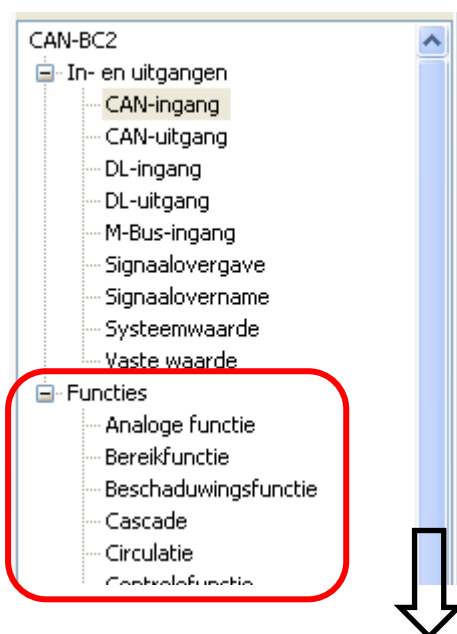 CAN-BC2
In- en uitgangen
CAN-ingang
CAN-uitgang
DL-ingang
DL-uitgang
M-Bus-ingang
Signaalovergave
Signaalovername
Systeemwaarde
Vaste waarde
Functies
Analoge functie
Bereikfunctie
Beschaduwingsfunctie
Cascade
Circulatie
Controlefunctie